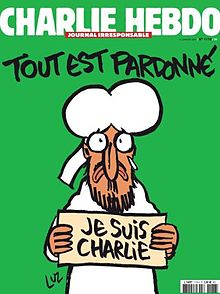 CHARLIE HEBDO
JOURNAL IRRESPONSABLE
TOUT EST PARDONNÉ
JE SUIS
CHARLIE
LUZ